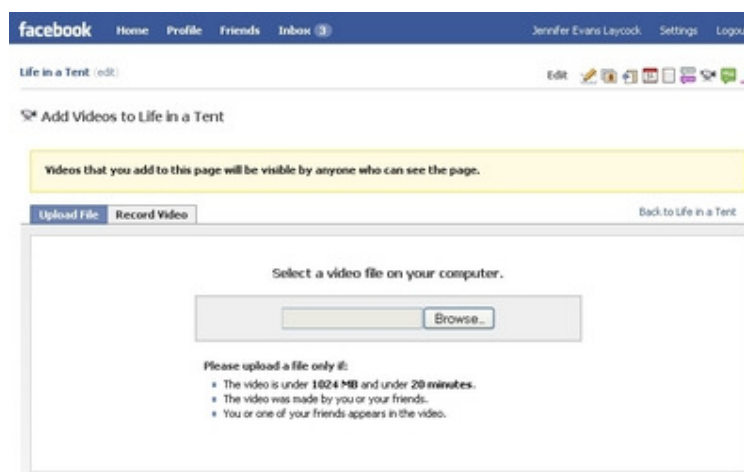 facebook Home Profile Friends Inbox 3 Jennifer Evans Laycock Settings Logou
Life in a Tent (edit) Edit
Add Videos to Life in a Tent
Videos that you add to this page will be visible by anyone who can see the page.
Upload File Record Video Back to Life in a Tent
Select a video file on your computer.
Browse...
Please upload a file only if:
The video is under 1024 MB and under 20 minutes.
The video was made by you or your friends.
You or one of your friends appears in the video.